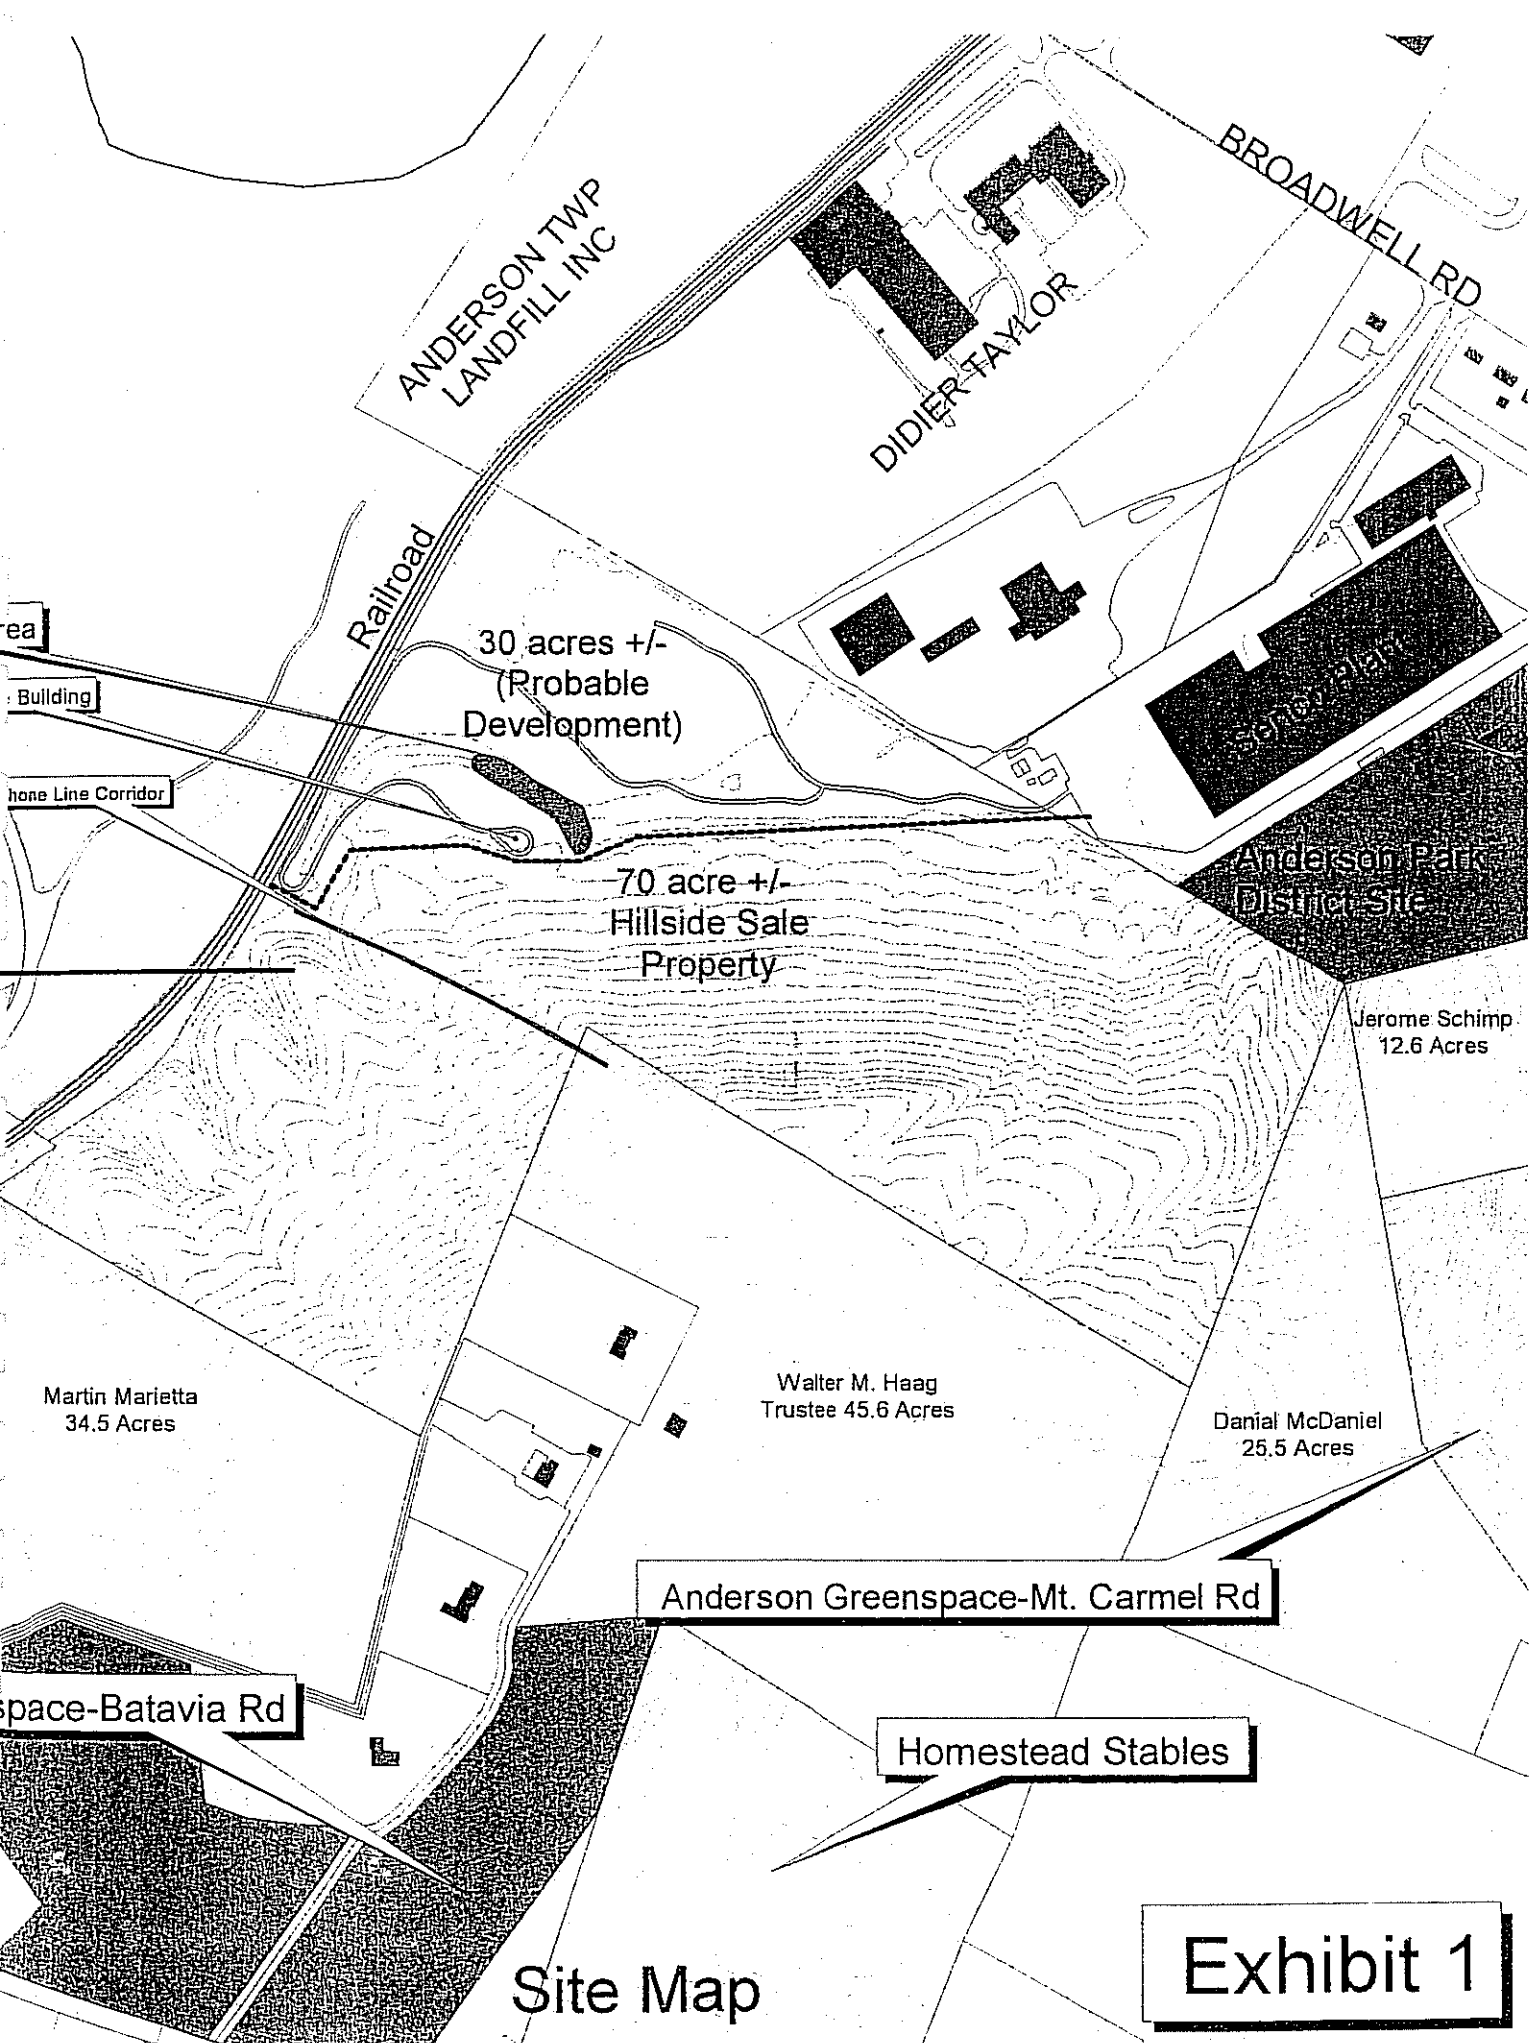 BROADWELL RD
ANDERSON TWP
LANDFILL INC
DIDIER TAYLOR
Railroad
rea
30 acres +/-
(Probable
Development)
Building
hone Line Corridor
Anderson Park
District Site
70 acre +/-
Hillside Sale
Property
Jerome Schimp
12.6 Acres
Martin Marietta
34.5 Acres
Walter M. Haag
Trustee 45.6 Acres
Danial McDaniel
25.5 Acres
Anderson Greenspace-Mt. Carmel Rd
space-Batavia Rd
Homestead Stables
Site Map
Exhibit 1